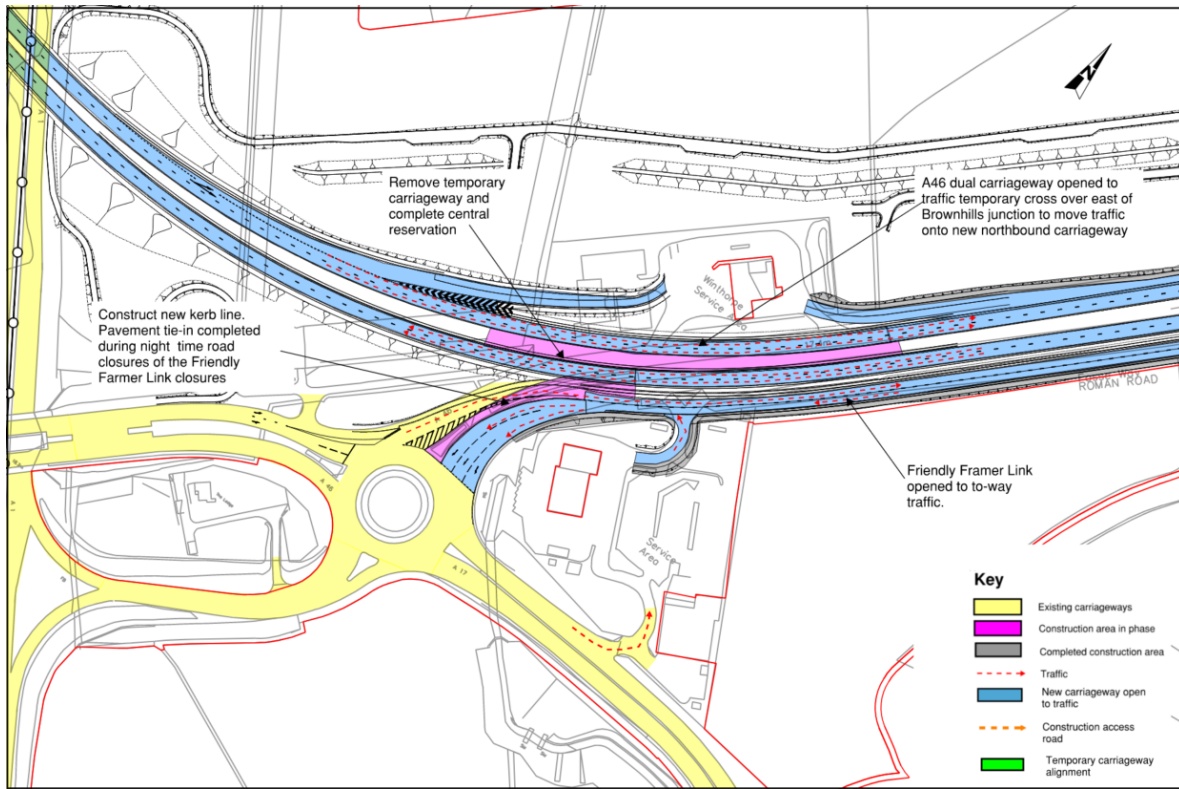 Remove temporary
carriageway and
complete central
reservation
A46 dual carriageway opened to
traffic temporary cross over east of
Brownhills junction to move traffic
onto new northbound carriageway
Construct new kerb line.
Pavement tie-in completed
during night time road
closures of the Friendly
Farmer Link closures
Winthorpe
Service Area
ROMAN ROAD
Friendly Framer Link
opened to to-way
traffic.
A 1
A 46
A 1
A 17
Service
Area
N
Key
Existing carriageways
Construction area in phase
Completed construction area
Traffic
New carriageway open
to traffic
Construction access
road
Temporary carriageway
alignment